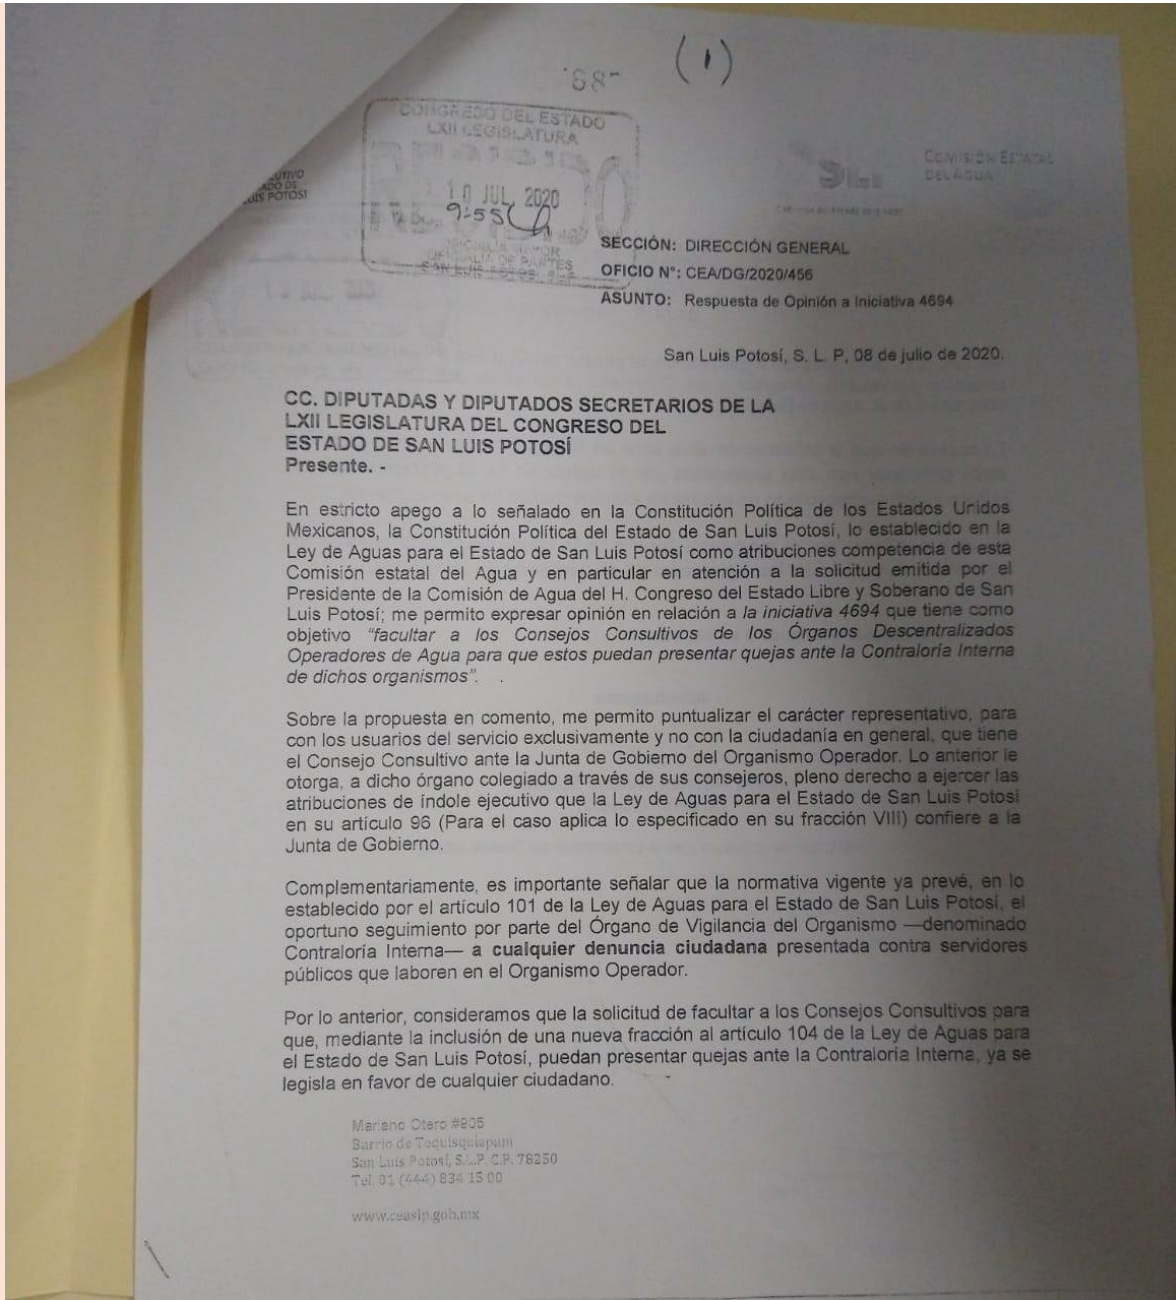 (1)
CONGRESO DEL ESTADO
LXII LEGISLATURA
10 JUL 2020
9:55
OFICIALIA DE PARTES
SAN LUIS POTOSI, S.L.P.
LUIS POTOSÍ
COMISIÓN ESTATAL
DEL AGUA
SECCIÓN: DIRECCIÓN GENERAL
OFICIO N°: CEA/DG/2020/456
ASUNTO: Respuesta de Opinión a Iniciativa 4694
San Luis Potosí, S. L. P, 08 de julio de 2020.
CC. DIPUTADAS Y DIPUTADOS SECRETARIOS DE LA
LXII LEGISLATURA DEL CONGRESO DEL
ESTADO DE SAN LUIS POTOSÍ
Presente. -
En estricto apego a lo señalado en la Constitución Política de los Estados Unidos
Mexicanos, la Constitución Política del Estado de San Luis Potosí, lo establecido en la
Ley de Aguas para el Estado de San Luis Potosí como atribuciones competencia de esta
Comisión estatal del Agua y en particular en atención a la solicitud emitida por el
Presidente de la Comisión de Agua del H. Congreso del Estado Libre y Soberano de San
Luis Potosí; me permito expresar opinión en relación a la iniciativa 4694 que tiene como
objetivo “facultar a los Consejos Consultivos de los Órganos Descentralizados
Operadores de Agua para que estos puedan presentar quejas ante la Contraloría Interna
de dichos organismos”.
Sobre la propuesta en comento, me permito puntualizar el carácter representativo, para
con los usuarios del servicio exclusivamente y no con la ciudadanía en general, que tiene
el Consejo Consultivo ante la Junta de Gobierno del Organismo Operador. Lo anterior le
otorga, a dicho órgano colegiado a través de sus consejeros, pleno derecho a ejercer las
atribuciones de índole ejecutivo que la Ley de Aguas para el Estado de San Luis Potosí
en su artículo 96 (Para el caso aplica lo especificado en su fracción VIII) confiere a la
Junta de Gobierno.
Complementariamente, es importante señalar que la normativa vigente ya prevé, en lo
establecido por el artículo 101 de la Ley de Aguas para el Estado de San Luis Potosí, el
oportuno seguimiento por parte del Órgano de Vigilancia del Organismo —denominado
Contraloría Interna— a cualquier denuncia ciudadana presentada contra servidores
públicos que laboren en el Organismo Operador.
Por lo anterior, consideramos que la solicitud de facultar a los Consejos Consultivos para
que, mediante la inclusión de una nueva fracción al artículo 104 de la Ley de Aguas para
el Estado de San Luis Potosí, puedan presentar quejas ante la Contraloría Interna, ya se
legisla en favor de cualquier ciudadano.
Mariano Otero #905
Barrio de Tequisquiapam
San Luis Potosí, S.L.P. C.P. 78250
Tel. 01 (444) 834 15 00
www.ceaslp.gob.mx